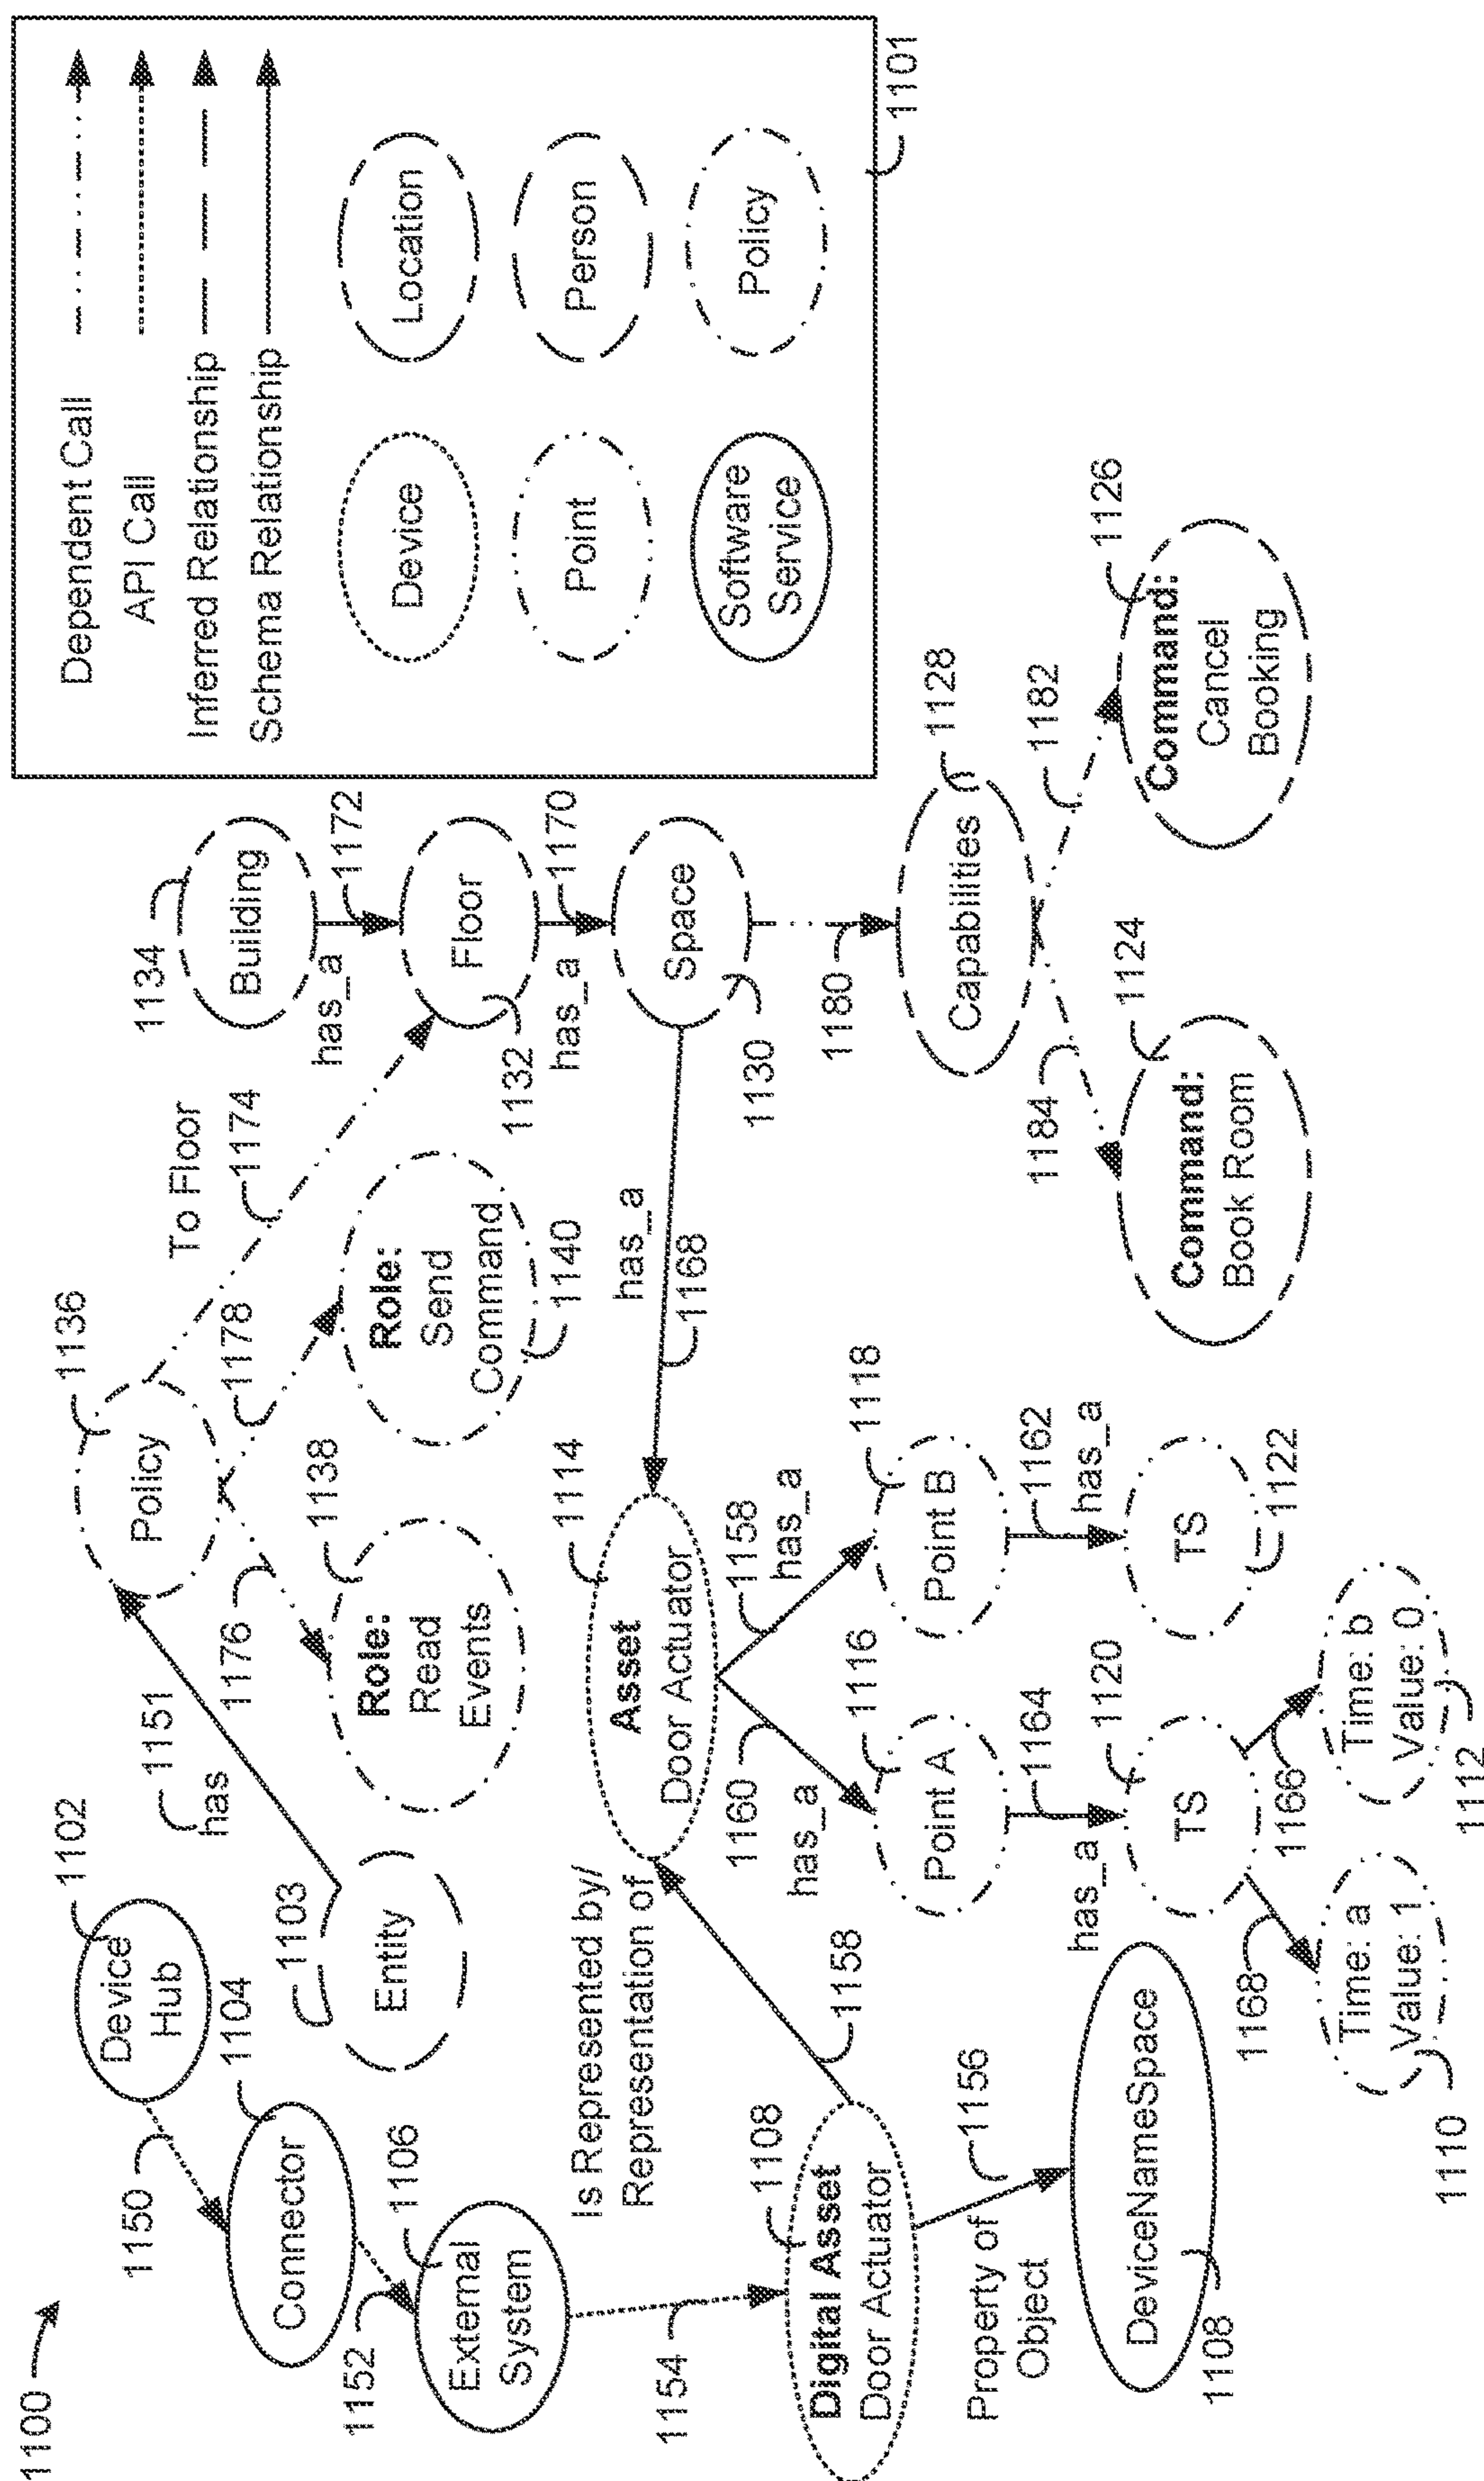 1100
Dependent Call
API Call
Inferred Relationship
Schema Relationship
Device
Location
Point
Person
Software
Service
Policy
1101
1102
Device
Hub
1150
1104
Connector
1152
1106
External
System
1154
1103
Entity
1151
has
1136
Policy
To Floor
1174
1176
1178
1138
Role:
Read
Events
Role:
Send
Command
1140
1134
Building
has_a
1172
Floor
1132
has_a
1170
Space
1130
has_a
1168
1180
Capabilities
1128
1184
1182
1124
Command:
Book Room
1126
Command:
Cancel
Booking
Is Represented by/
Representation of
1114
Asset
Door Actuator
1108
Digital Asset
Door Actuator
1158
Property of
Object
1156
DeviceNameSpace
1108
1160
has_a
1158
has_a
1116
Point A
1118
Point B
1164
has_a
1162
has_a
1120
TS
TS
1122
1168
1166
Time: a
Value: 1
1110
Time: b
Value: 0
1112